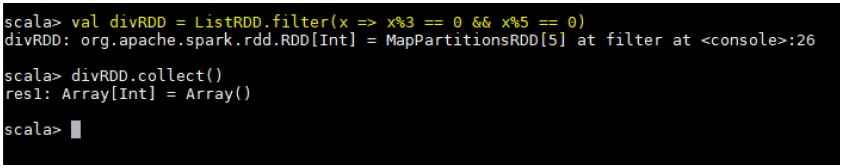 scala> val divRDD = ListRDD.filter(x => x%3 == 0 && x%5 == 0)
divRDD: org.apache.spark.rdd.RDD[Int] = MapPartitionsRDD[5] at filter at <console>:26
scala> divRDD.collect()
res1: Array[Int] = Array()
scala>